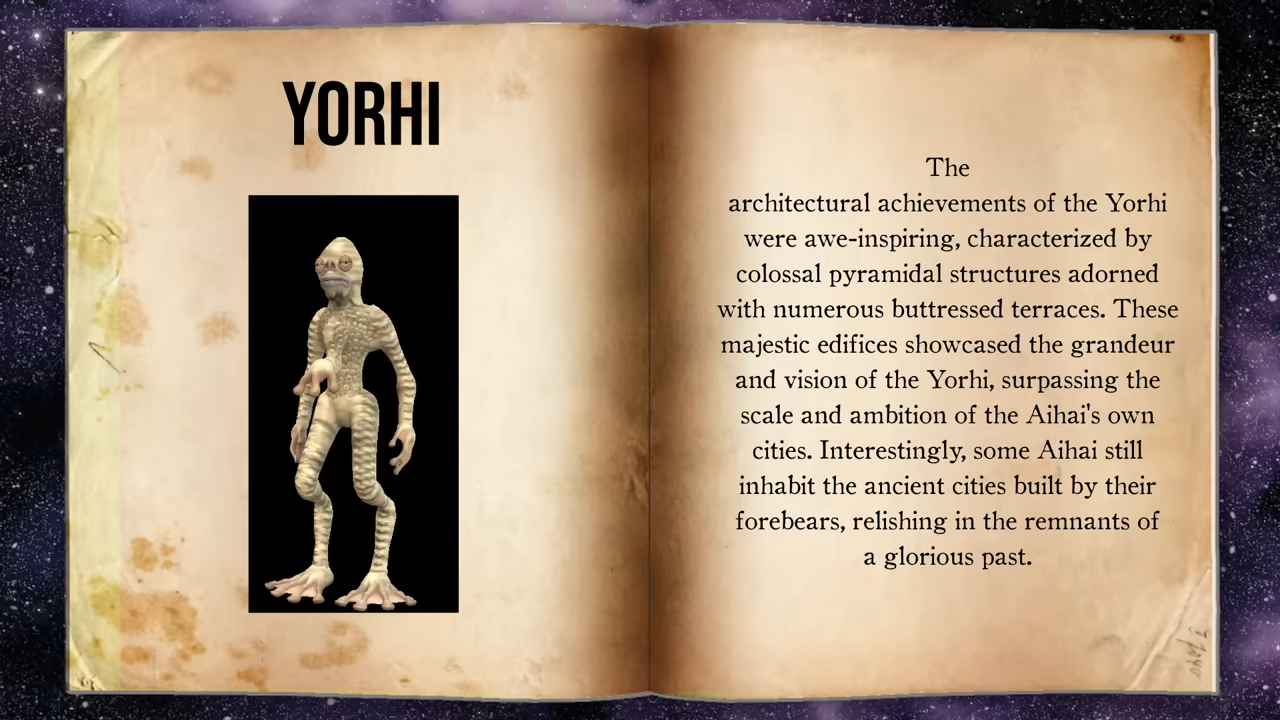 YORHI
The
architectural achievements of the Yorhi
were awe-inspiring, characterized by
colossal pyramidal structures adorned
with numerous buttressed terraces. These
majestic edifices showcased the grandeur
and vision of the Yorhi, surpassing the
scale and ambition of the Aihai's own
cities. Interestingly, some Aihai still
inhabit the ancient cities built by their
forebears, relishing in the remnants of
a glorious past.